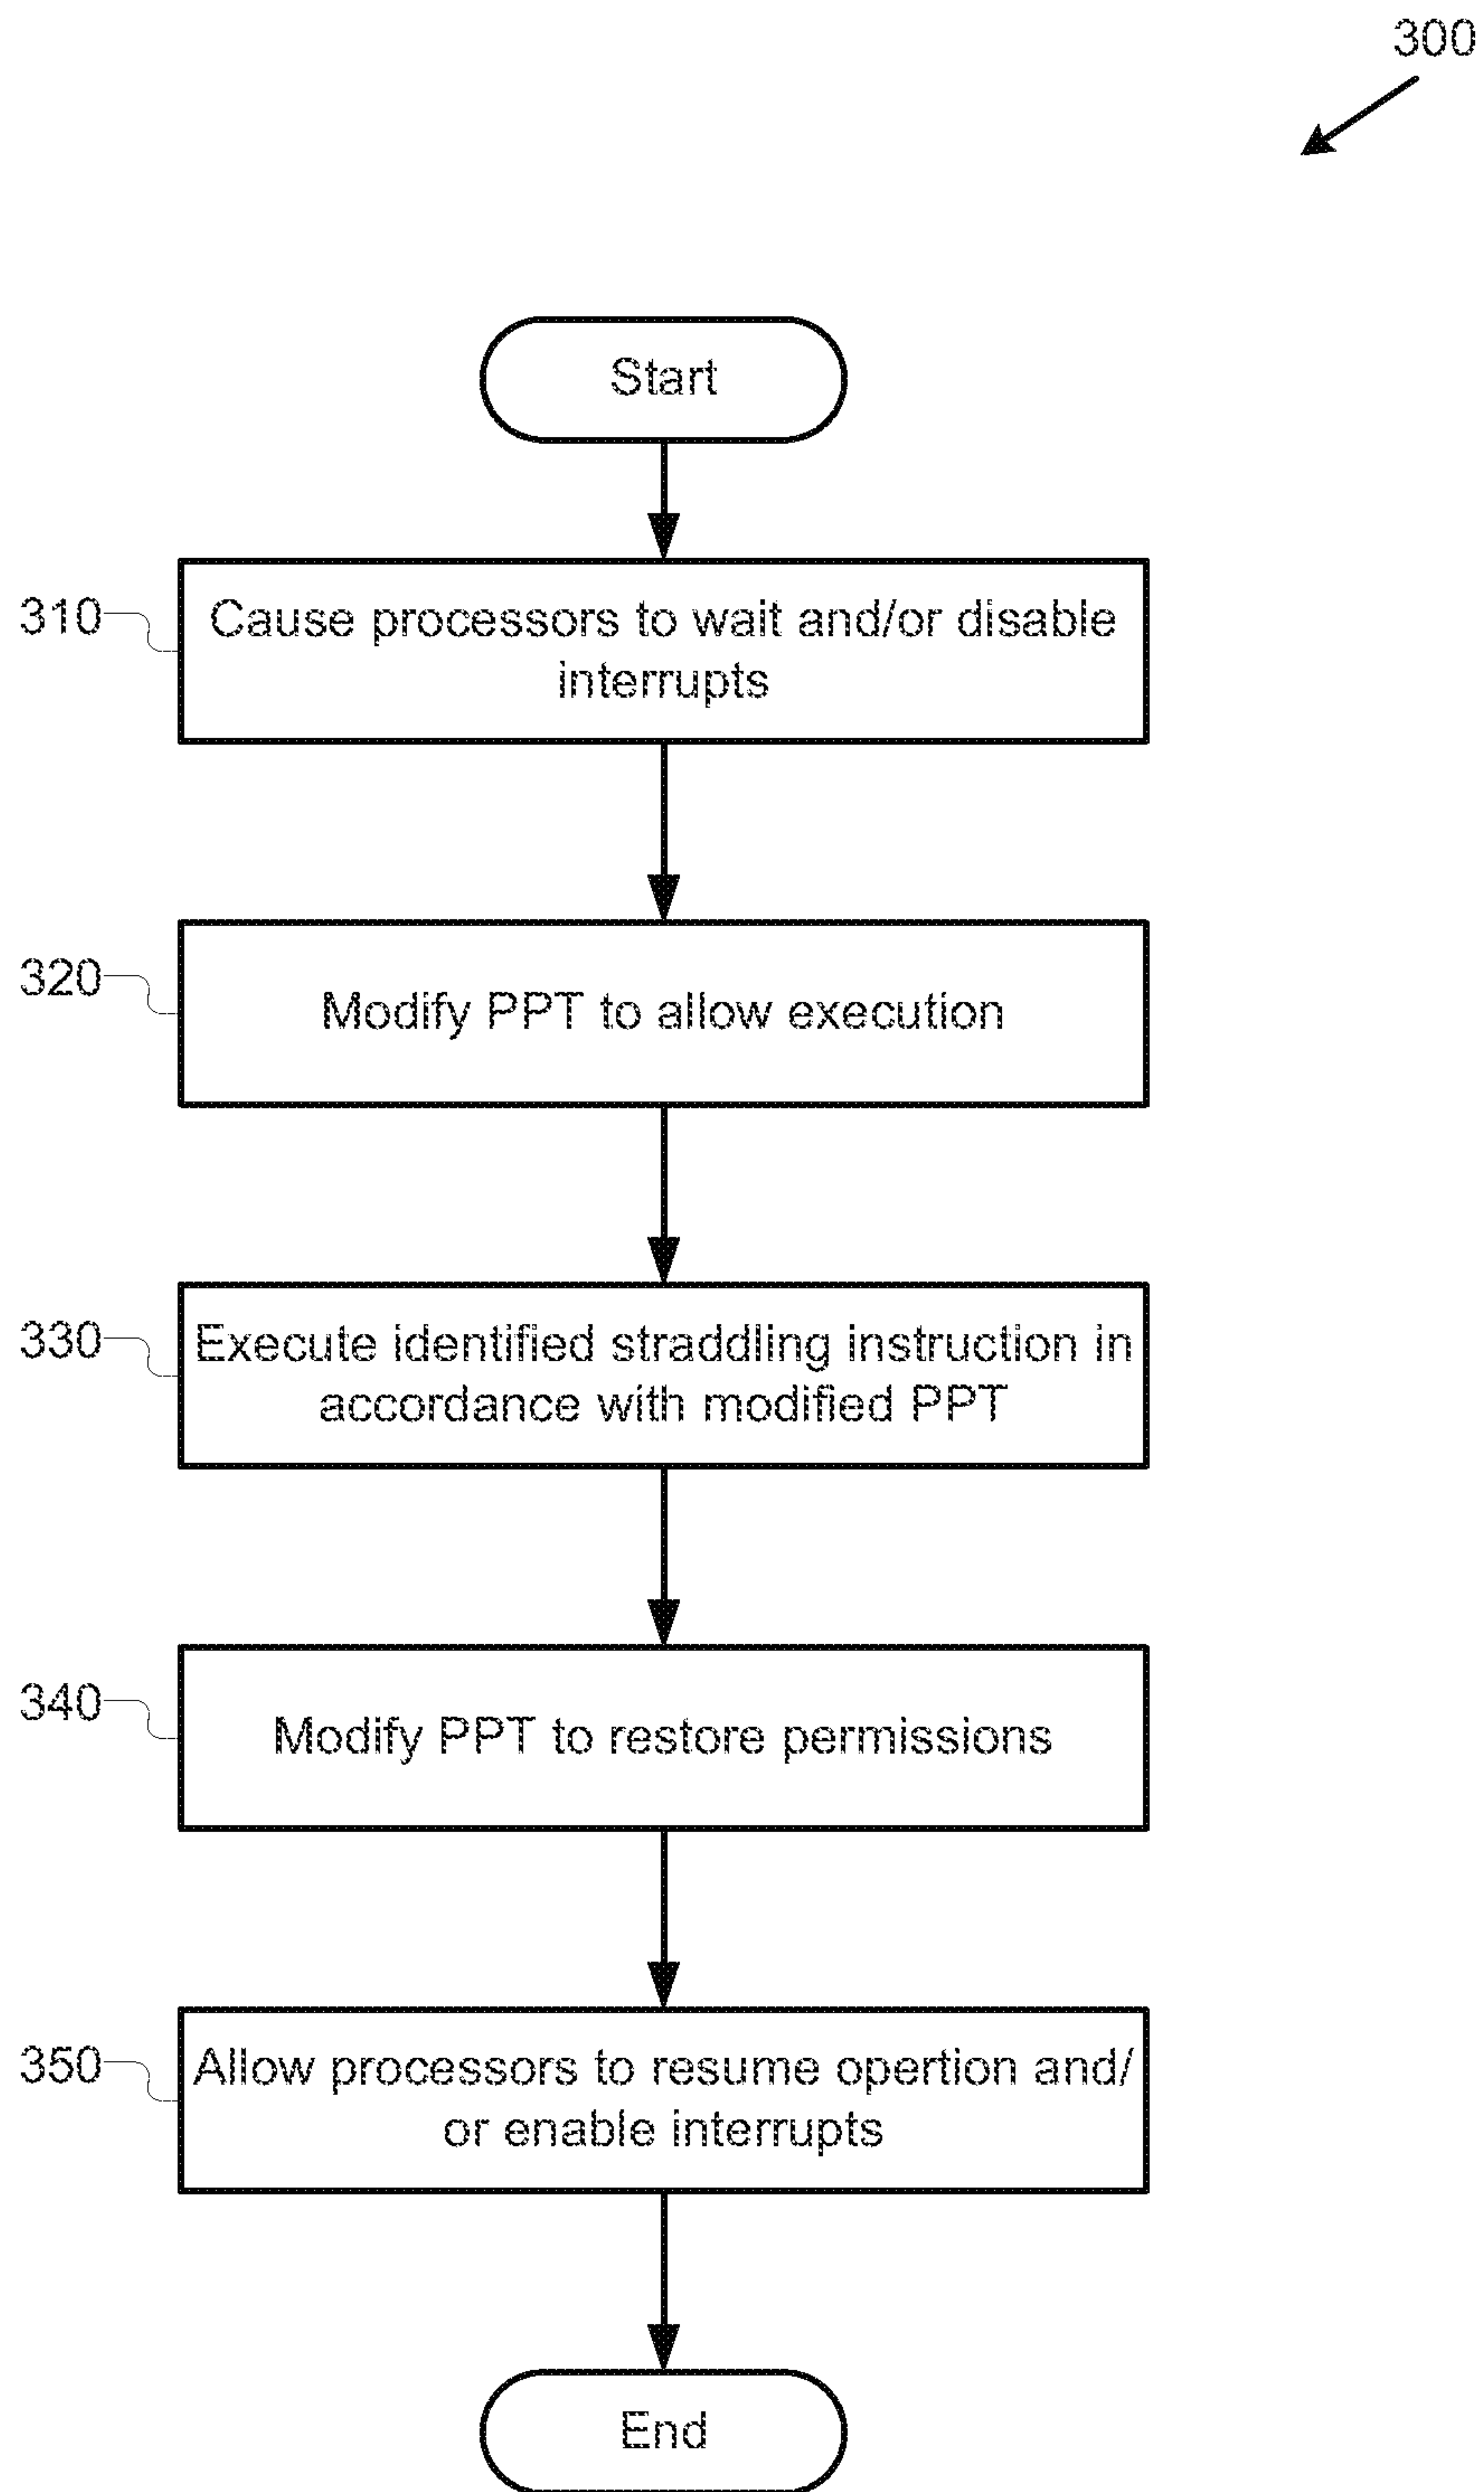 300
Start
310
Cause processors to wait and/or disable
interrupts
320
Modify PPT to allow execution
330
Execute identified straddling instruction in
accordance with modified PPT
340
Modify PPT to restore permissions
350
Allow processors to resume opertion and/
or enable interrupts
End